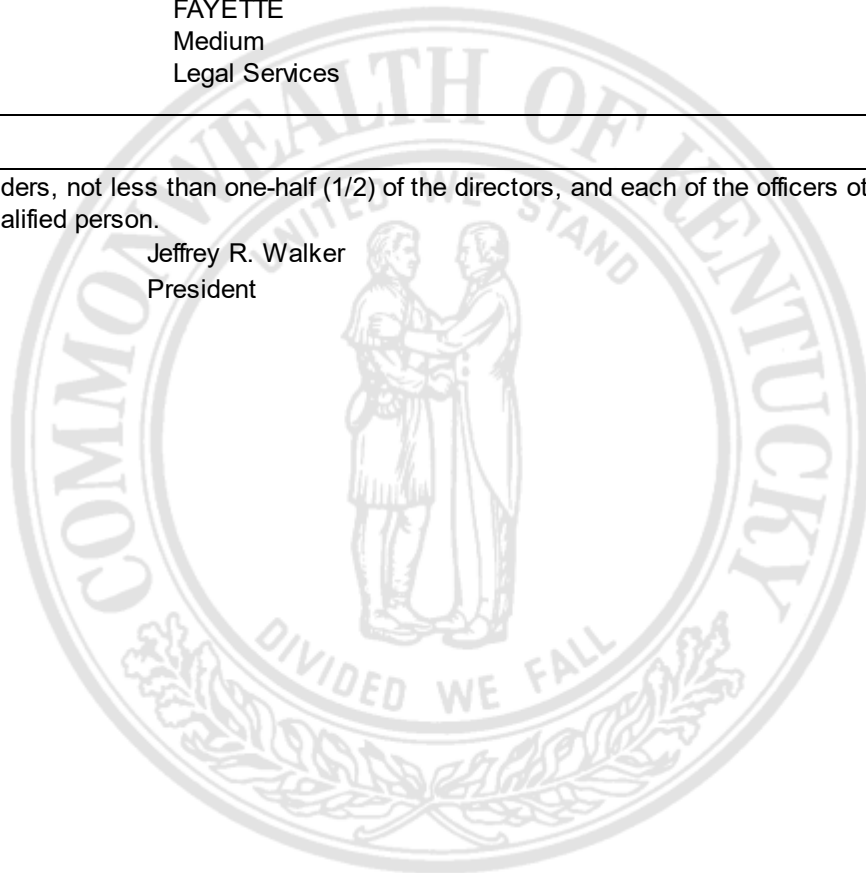 FAYETTE
Medium
Legal Services
ders, not less than one-half (1/2) of the directors, and each of the officers ot
alified person.
Jeffrey R. Walker
President
COMMONWEALTH OF KENTUCKY
UNITED WE STAND
DIVIDED WE FALL